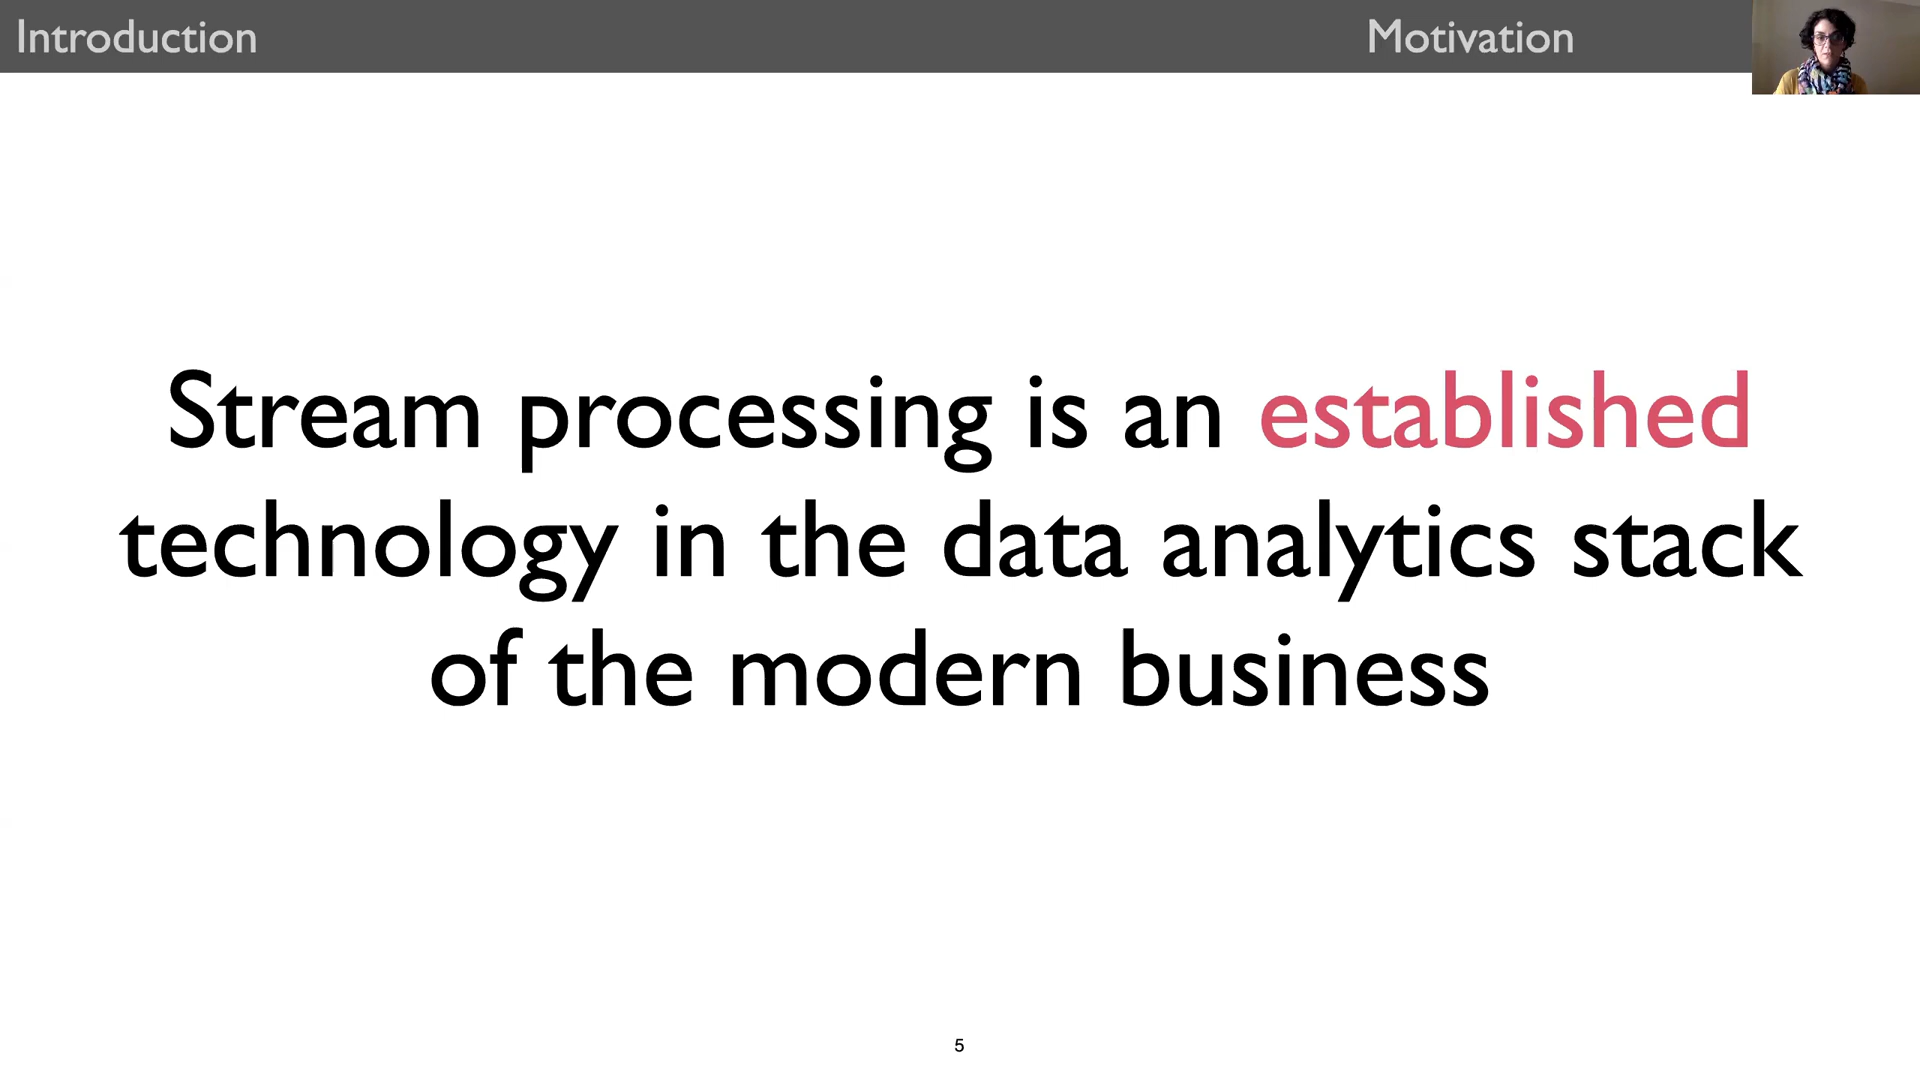 Introduction
Motivation
Stream processing is an established
technology in the data analytics stack
of the modern business
5